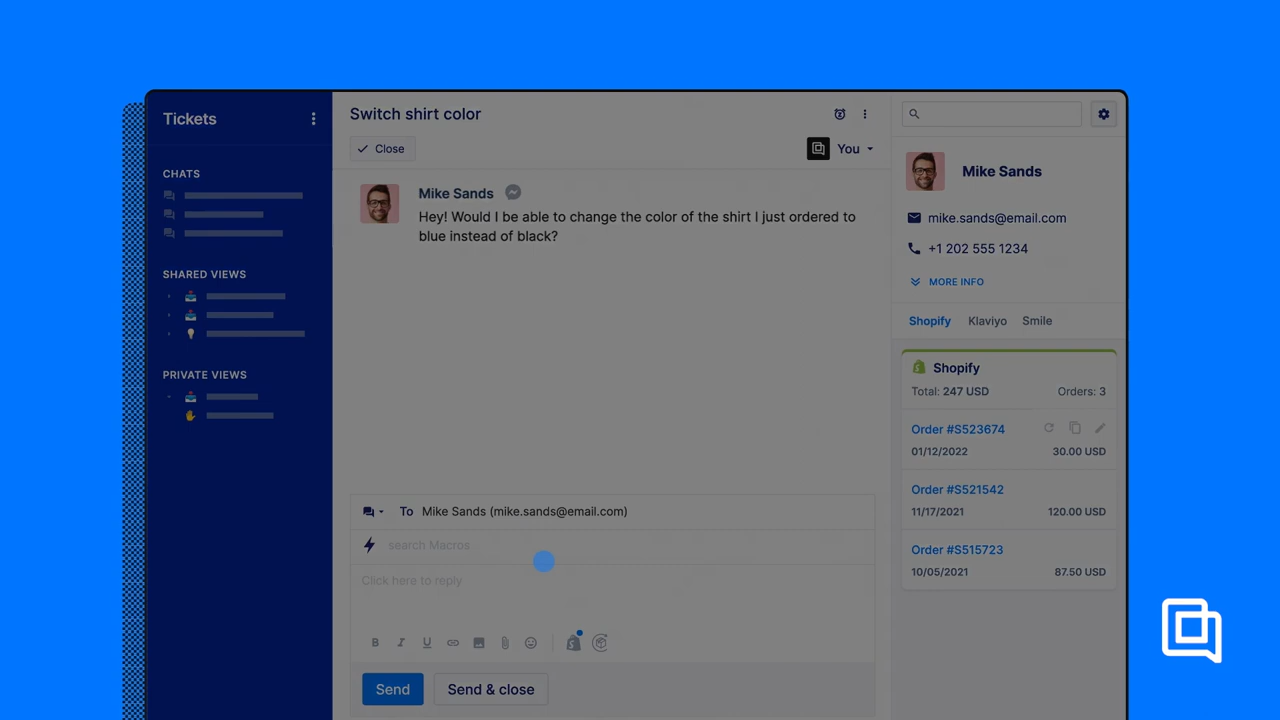 Tickets
CHATS
SHARED VIEWS
PRIVATE VIEWS
Switch shirt color
Close
You
Mike Sands
Hey! Would I be able to change the color of the shirt I just ordered to
blue instead of black?
To Mike Sands (mike.sands@email.com)
search Macros
Click here to reply
B I U
Send
Send & close
Mike Sands
mike.sands@email.com
+1 202 555 1234
MORE INFO
Shopify Klaviyo Smile
Shopify
Total: 247 USD Orders: 3
Order #S523674
01/12/2022 30.00 USD
Order #S521542
11/17/2021 120.00 USD
Order #S515723
10/05/2021 87.50 USD